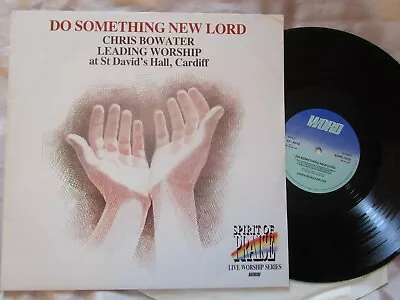 DO SOMETHING NEW LORD
CHRIS BOWATER
LEADING WORSHIP
at St David's Hall, Cardiff
SPIRIT OF
PRAISE
LIVE WORSHIP SERIES
WORD
WORD